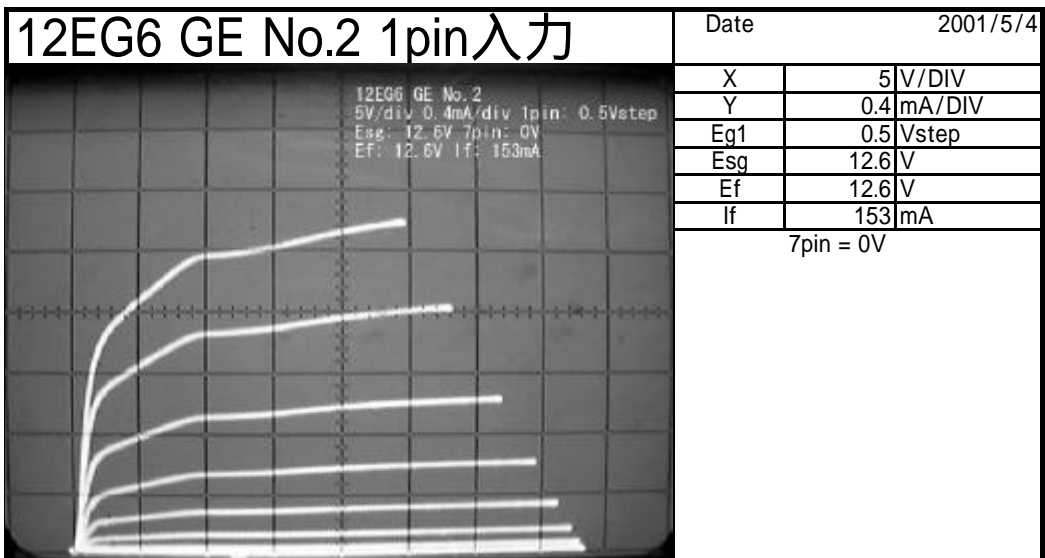 12EG6 GE No.2 1pin入力
Date 2001/5/4
X 5 V/DIV
Y 0.4 mA/DIV
Eg1 0.5 Vstep
Esg 12.6 V
Ef 12.6 V
If 153 mA
7pin = 0V
12EG6 GE No.2
5V/div 0.4mA/div 1pin: 0.5Vstep
Esg: 12.6V 7pin: 0V
Ef: 12.6V If: 153mA